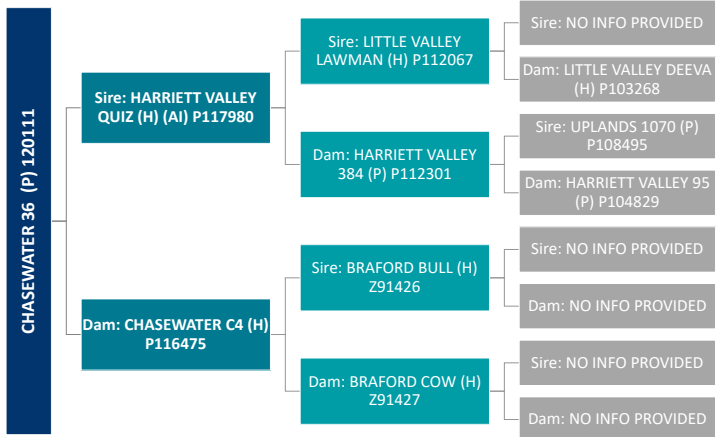 CHASEWATER 36 (P) 120111
Sire: HARRIETT VALLEY
QUIZ (H) (AI) P117980
Dam: CHASEWATER C4 (H)
P116475
Sire: LITTLE VALLEY
LAWMAN (H) P112067
Dam: HARRIETT VALLEY
384 (P) P112301
Sire: BRAFORD BULL (H)
Z91426
Dam: BRAFORD COW (H)
Z91427
Sire: NO INFO PROVIDED
Dam: LITTLE VALLEY DEEVA
(H) P103268
Sire: UPLANDS 1070 (P)
P108495
Dam: HARRIETT VALLEY 95
(P) P104829
Sire: NO INFO PROVIDED
Dam: NO INFO PROVIDED
Sire: NO INFO PROVIDED
Dam: NO INFO PROVIDED